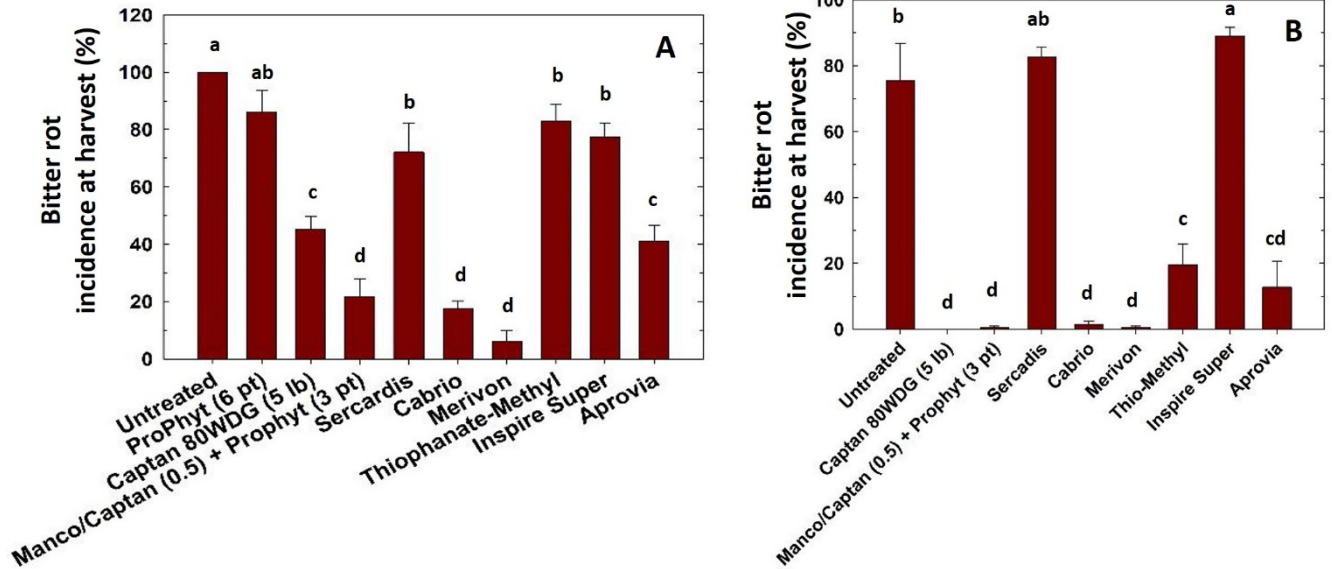 Bitter rot
incidence at harvest (%)
120
100
80
60
40
20
0
a
ab
c
d
b
d
d
b
b
c
A
Untreated
ProPhyt (6 pt)
Captan 80WDG (5 lb)
Manco/Captan (0.5) + Prophyt (3 pt)
Sercardis
Cabrio
Merivon
Thiophanate-Methyl
Inspire Super
Aprovia
Bitter rot
incidence at harvest (%)
100
80
60
40
20
0
b
d
d
ab
d
d
c
a
cd
B
Untreated
Captan 80WDG (5 lb)
Manco/Captan (0.5) + Prophyt (3 pt)
Sercadis
Cabrio
Merivon
Thio-Methyl
Inspire Super
Aprovia